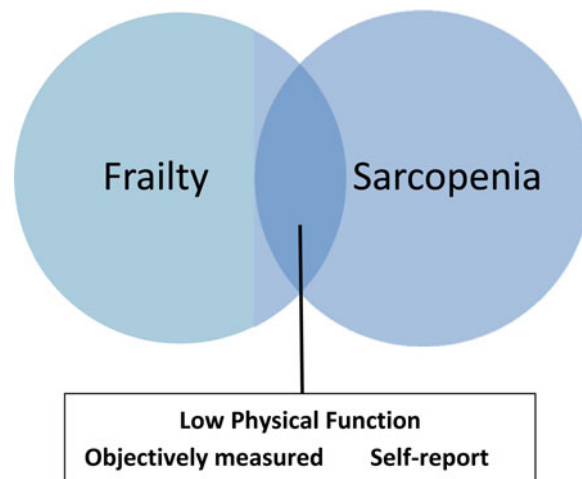 Frailty
Sarcopenia
Low Physical Function
Objectively measured Self-report